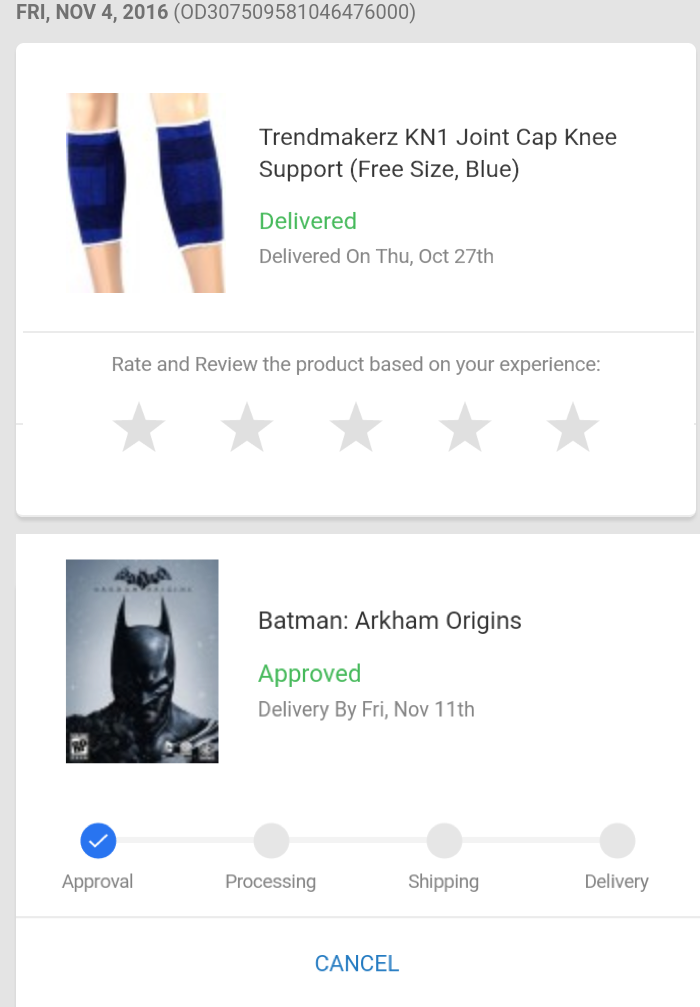 FRI, NOV 4, 2016 (OD307509581046476000)
Trendmakerz KN1 Joint Cap Knee
Support (Free Size, Blue)
Delivered
Delivered On Thu, Oct 27th
Rate and Review the product based on your experience:
Batman: Arkham Origins
Approved
Delivery By Fri, Nov 11th
Approval
Processing
Shipping
Delivery
CANCEL